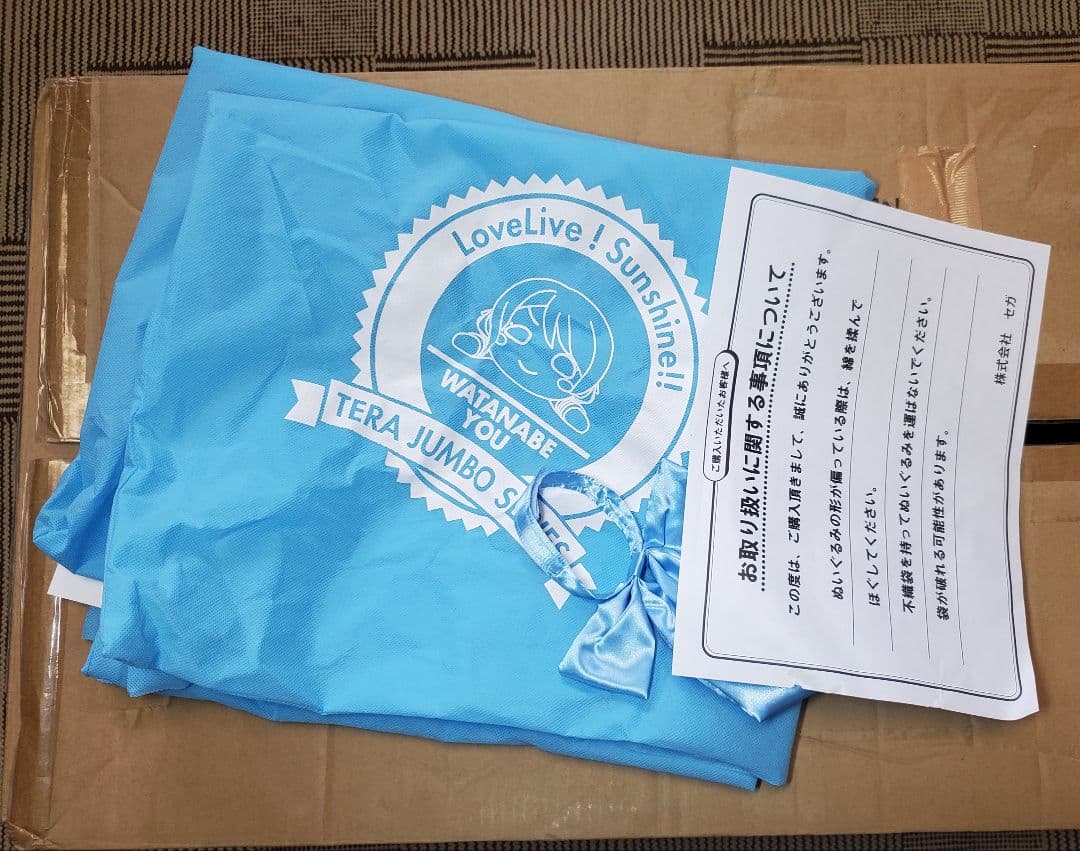 LoveLive! Sunshine!!
WATANABE
YOU
TERA JUMBO S
ご購入いただいたお客様へ
お取り扱いに関する事項について
この度は、ご購入頂きまして、誠にありがとうございます。
ぬいぐるみの形が偏っている際は、綿を揉んで
ほぐしてください。
不織袋を持ってぬいぐるみを運ばないでください。
袋が破れる可能性があります。
株式会社 セガ